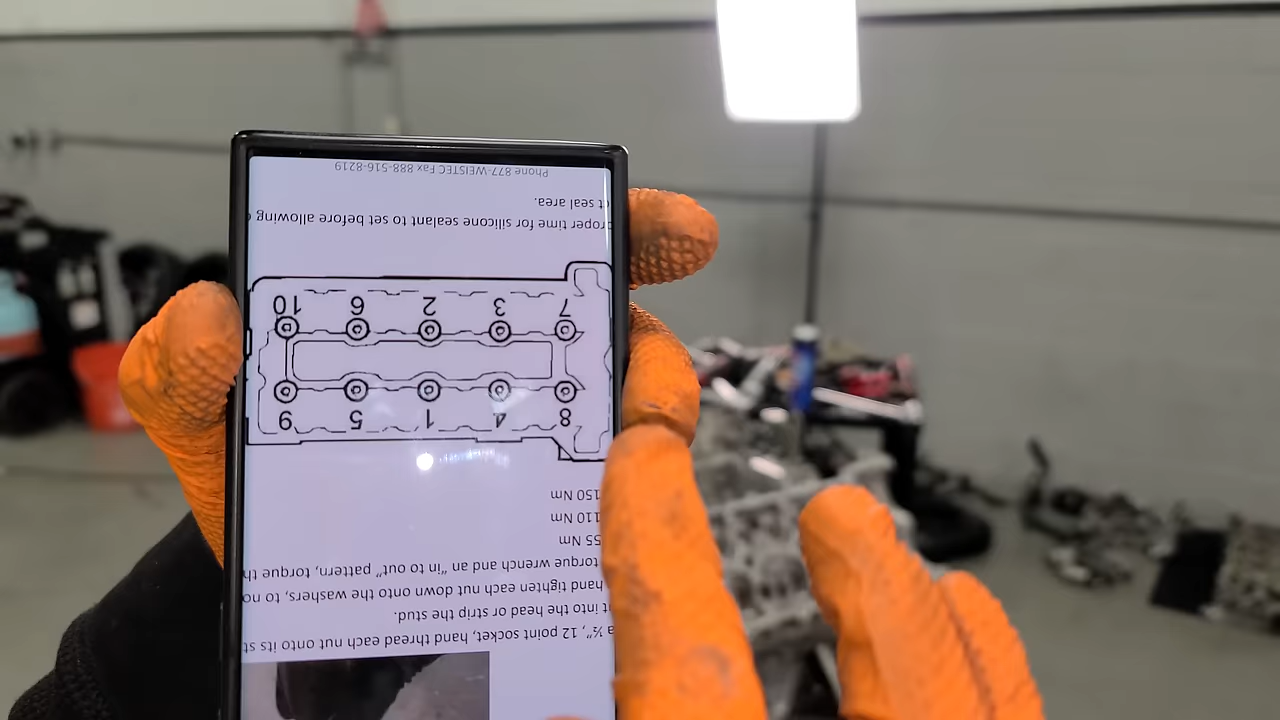 a ½", 12 point socket, hand thread each nut onto its st
into the head or strip the stud.
hand tighten each nut down onto the washers, to no
torque wrench and an "in to out" pattern, torque th
55 Nm
110 Nm
150 Nm
8 4 1 5 9
7 3 2 6 10
roper time for silicone sealant to set before allowing
ct seal area.
Phone 877-WEISTEC Fax 888-516-8219